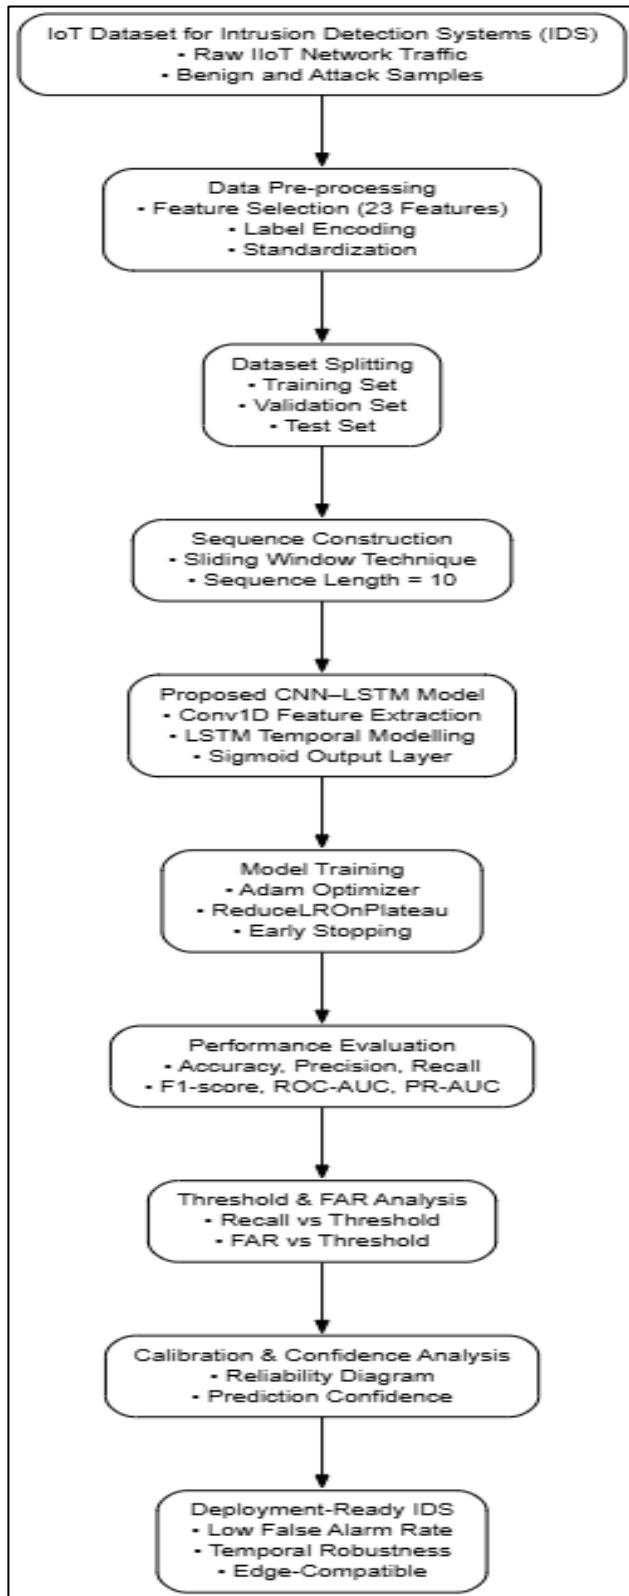 IoT Dataset for Intrusion Detection Systems (IDS)
▪ Raw IIoT Network Traffic
▪ Benign and Attack Samples
Data Pre-processing
▪ Feature Selection (23 Features)
▪ Label Encoding
▪ Standardization
Dataset Splitting
▪ Training Set
▪ Validation Set
▪ Test Set
Sequence Construction
▪ Sliding Window Technique
▪ Sequence Length = 10
Proposed CNN–LSTM Model
▪ Conv1D Feature Extraction
▪ LSTM Temporal Modelling
▪ Sigmoid Output Layer
Model Training
▪ Adam Optimizer
▪ ReduceLROnPlateau
▪ Early Stopping
Performance Evaluation
▪ Accuracy, Precision, Recall
▪ F1-score, ROC-AUC, PR-AUC
Threshold & FAR Analysis
▪ Recall vs Threshold
▪ FAR vs Threshold
Calibration & Confidence Analysis
▪ Reliability Diagram
▪ Prediction Confidence
Deployment-Ready IDS
▪ Low False Alarm Rate
▪ Temporal Robustness
▪ Edge-Compatible